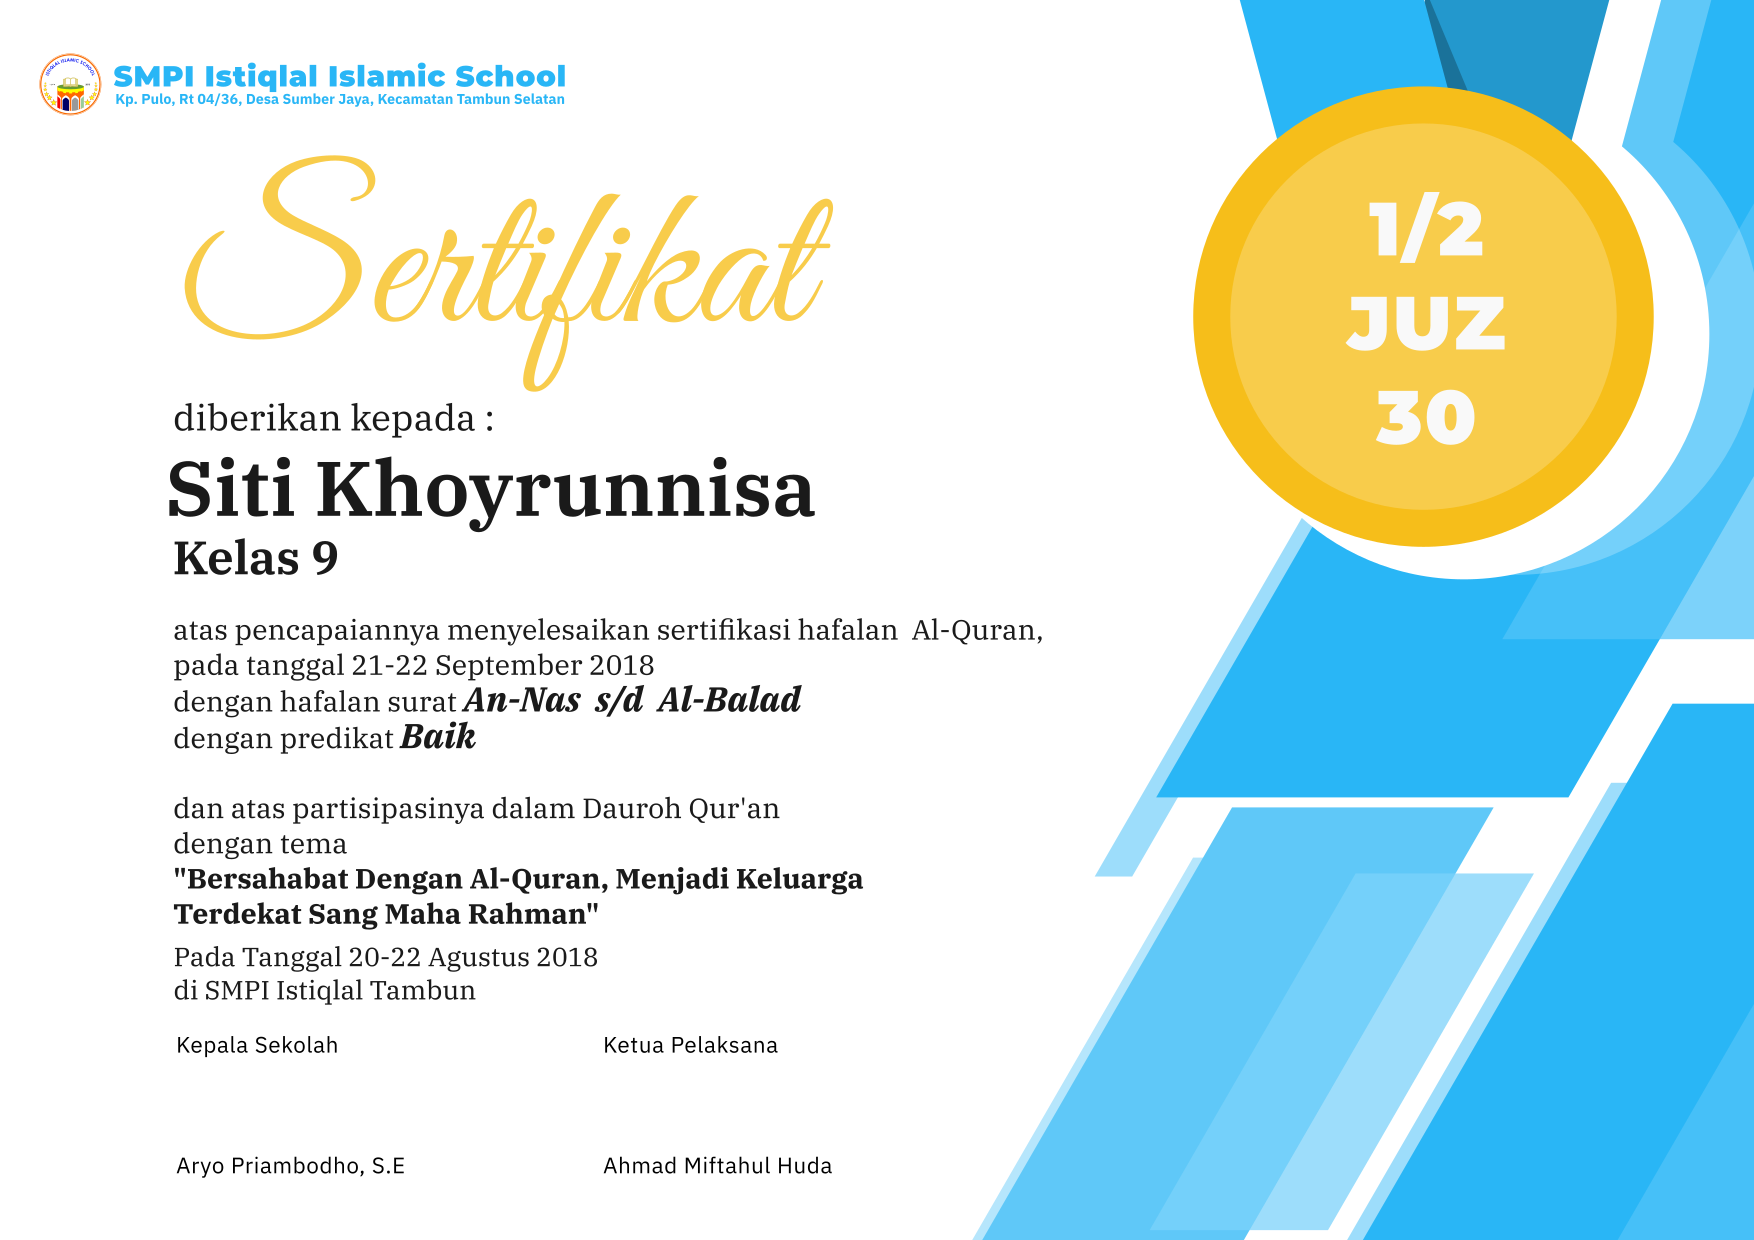 ISTIQLAL ISLAMIC SCHOOL
SMPI Istiqlal Islamic School
Kp. Pulo, Rt 04/36, Desa Sumber Jaya, Kecamatan Tambun Selatan
Sertifikat
1/2
JUZ
30
diberikan kepada :
Siti Khoyrunnisa
Kelas 9
atas pencapaiannya menyelesaikan sertifikasi hafalan Al-Quran,
pada tanggal 21-22 September 2018
dengan hafalan surat An-Nas s/d Al-Balad
dengan predikat Baik
dan atas partisipasinya dalam Dauroh Qur'an
dengan tema
"Bersahabat Dengan Al-Quran, Menjadi Keluarga
Terdekat Sang Maha Rahman"
Pada Tanggal 20-22 Agustus 2018
di SMPI Istiqlal Tambun
Kepala Sekolah
Ketua Pelaksana
Aryo Priambodho, S.E
Ahmad Miftahul Huda